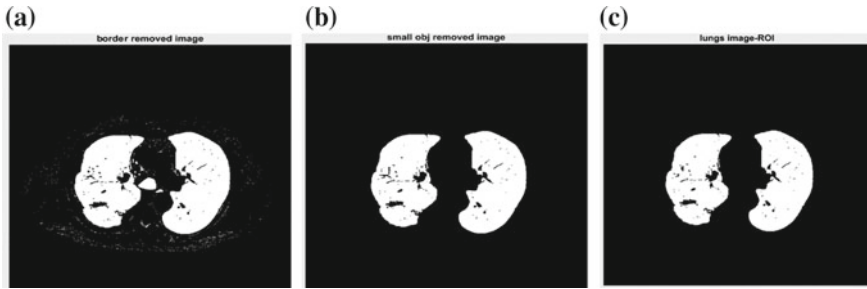 (a)
border removed image
(b)
small obj removed image
(c)
lungs image-ROI